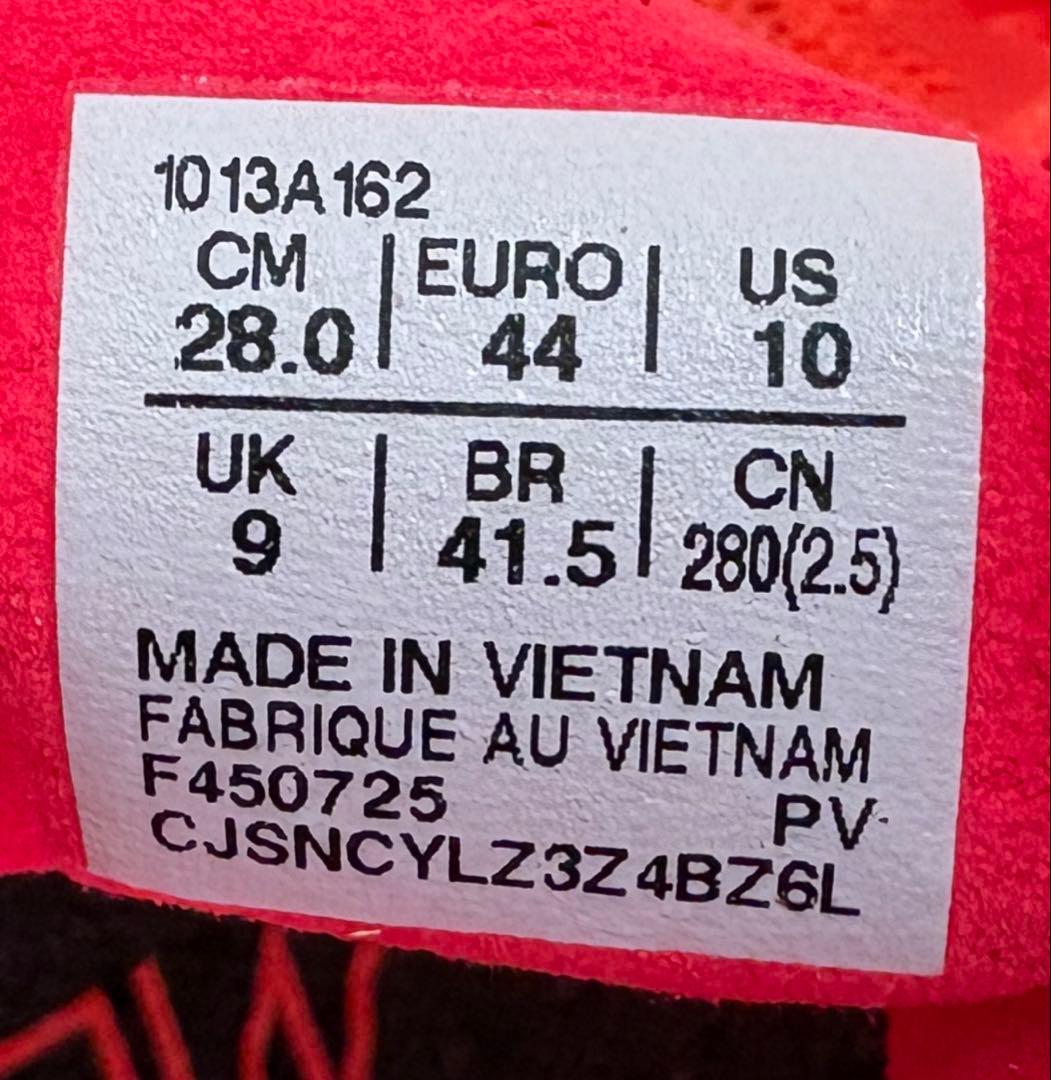 1013A162
CM | EURO | US
28.0 | 44 | 10
UK | BR | CN
9 | 41.5 | 280(2.5)
MADE IN VIETNAM
FABRIQUE AU VIETNAM
F450725 PV
CJSNCYLZ3Z4BZ6L